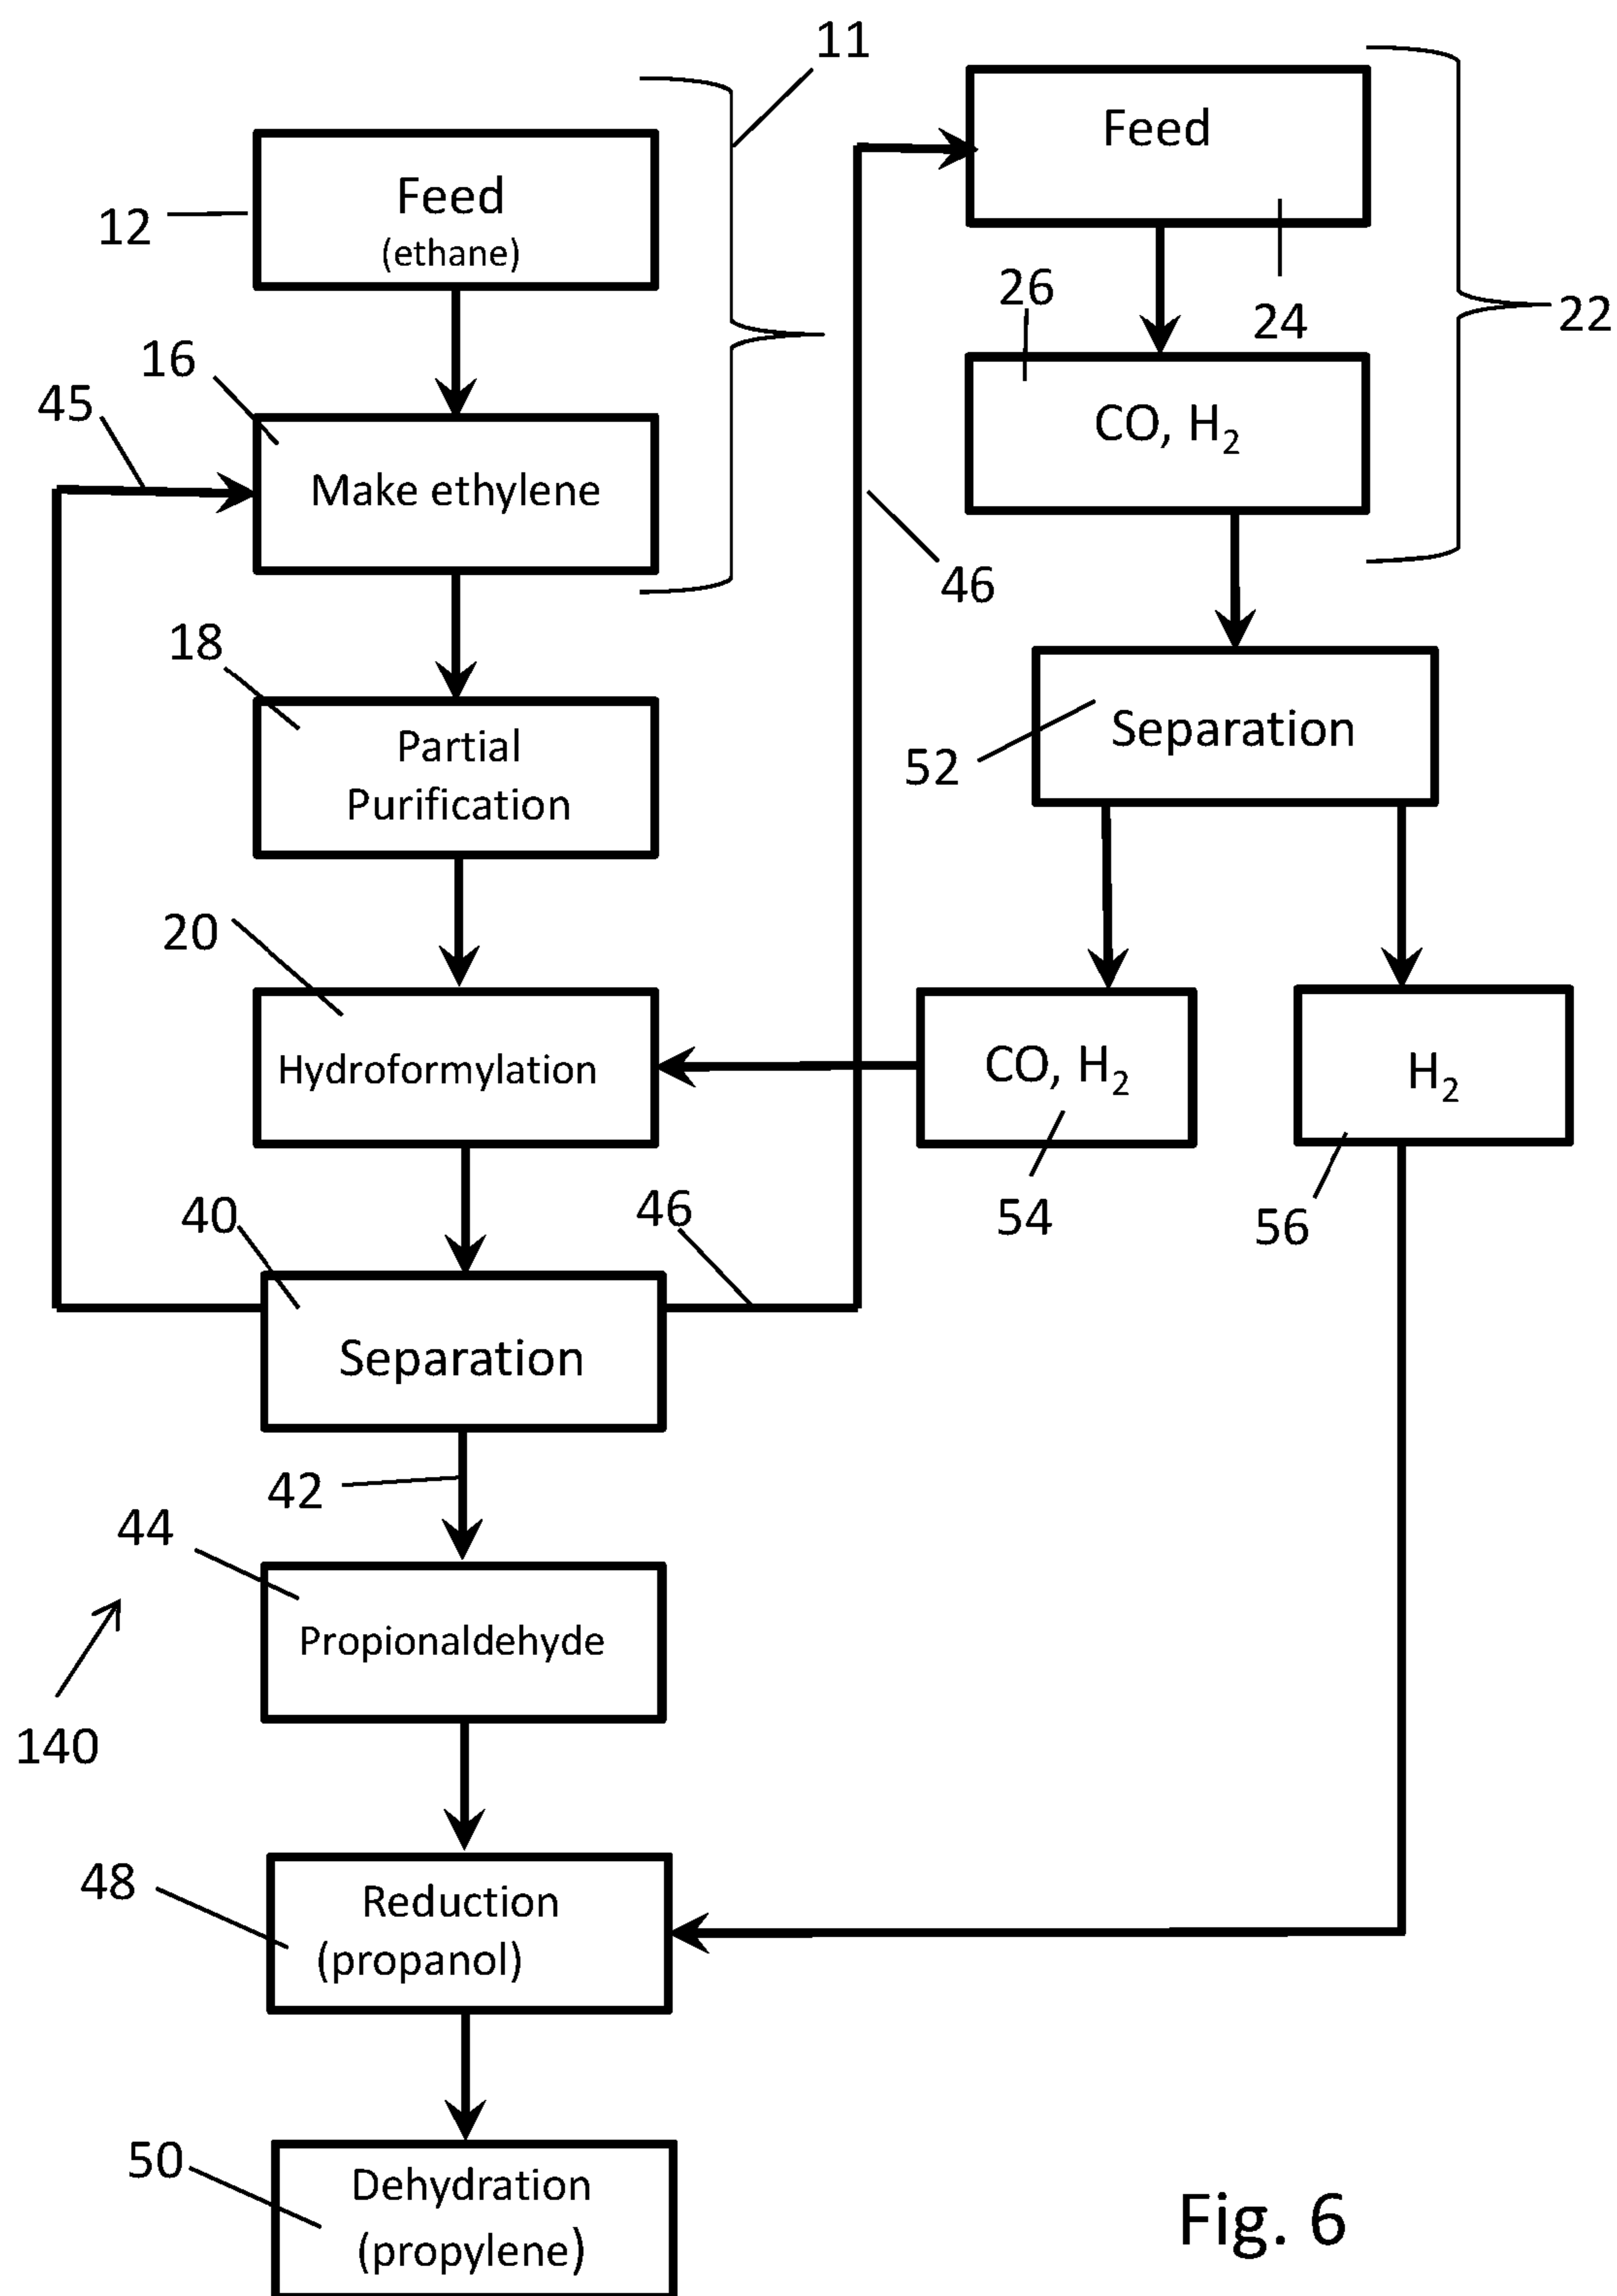 11
Feed
12
Feed
(ethane)
26
24
22
16
45
CO, H₂
Make ethylene
46
18
Partial
Purification
52
Separation
20
Hydroformylation
CO, H₂
H₂
40
46
54
56
Separation
42
44
Propionaldehyde
140
48
Reduction
(propanol)
50
Dehydration
(propylene)
Fig. 6